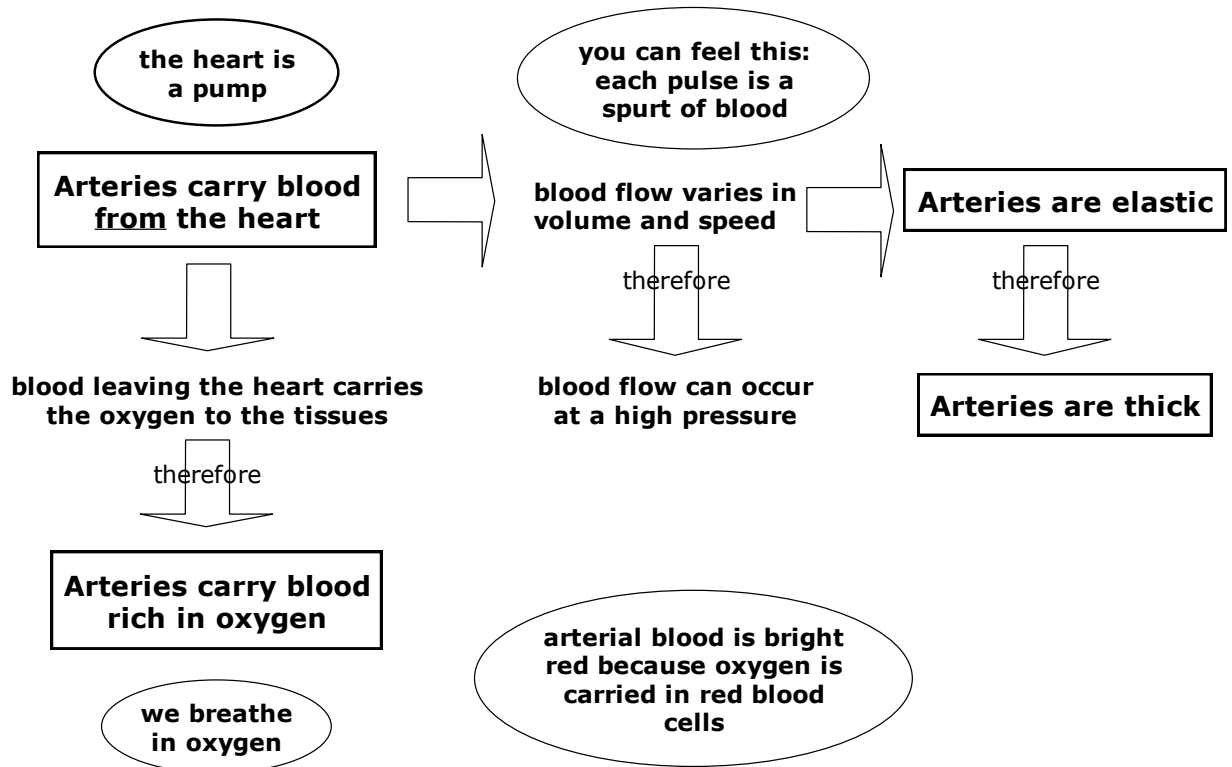 the heart is
a pump
you can feel this:
each pulse is a
spurt of blood
Arteries carry blood
from the heart
blood flow varies in
volume and speed
Arteries are elastic
therefore
therefore
blood leaving the heart carries
the oxygen to the tissues
blood flow can occur
at a high pressure
Arteries are thick
therefore
Arteries carry blood
rich in oxygen
arterial blood is bright
red because oxygen is
carried in red blood
cells
we breathe
in oxygen